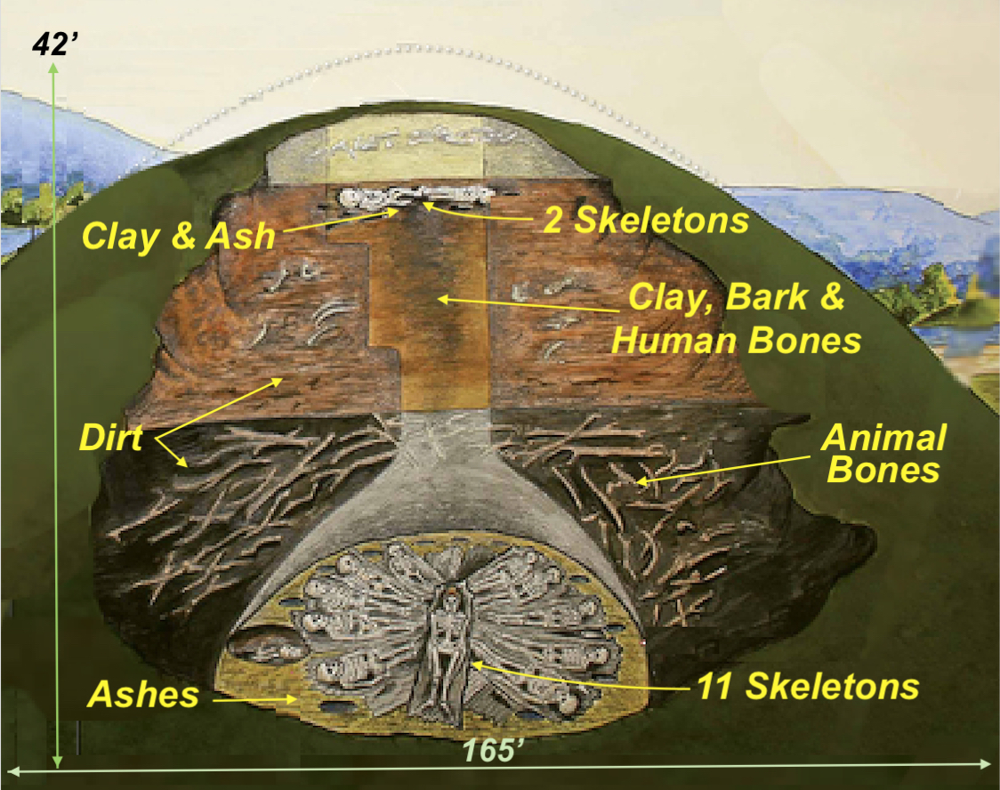 42’
Clay & Ash
2 Skeletons
Clay, Bark &
Human Bones
Dirt
Animal
Bones
Ashes
11 Skeletons
165’